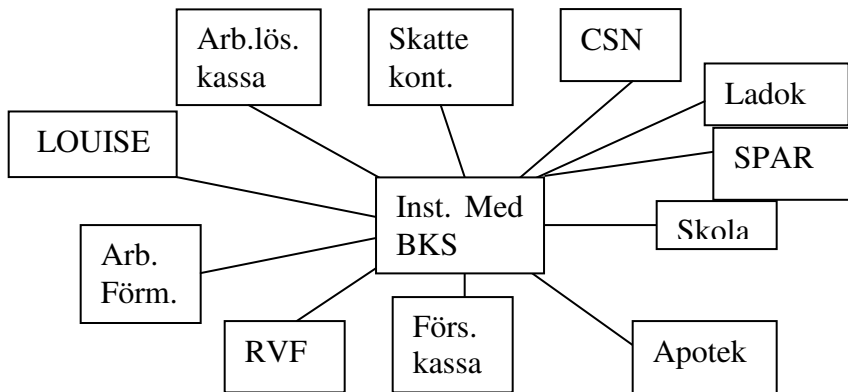 Arb.lös.
kassa
Skatte
kont.
CSN
Ladok
LOUISE
SPAR
Inst. Med
BKS
Skola
Arb.
Förm.
RVF
Förs.
kassa
Apotek